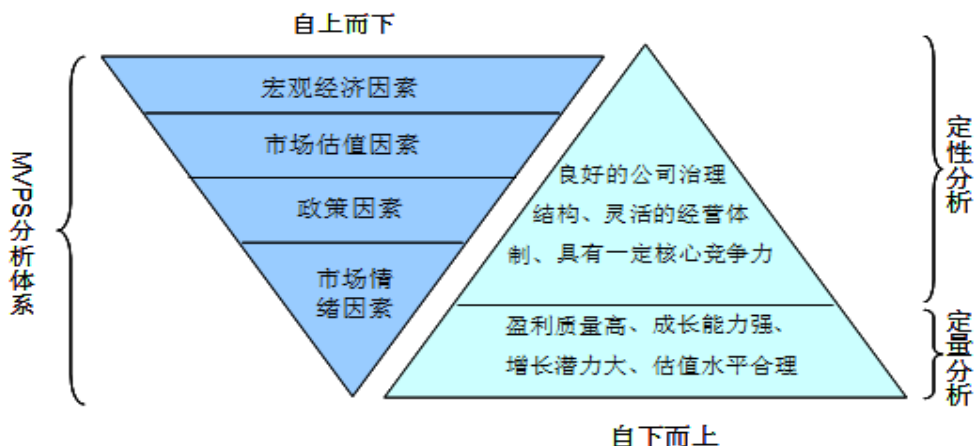 自上而下
MVPS分析体系
宏观经济因素
市场估值因素
政策因素
市场情
绪因素
良好的公司治理
结构、灵活的经营体
制、具有一定核心竞争力
盈利质量高、成长能力强、
增长潜力大、估值水平合理
定性分析
定量分析
自下而上